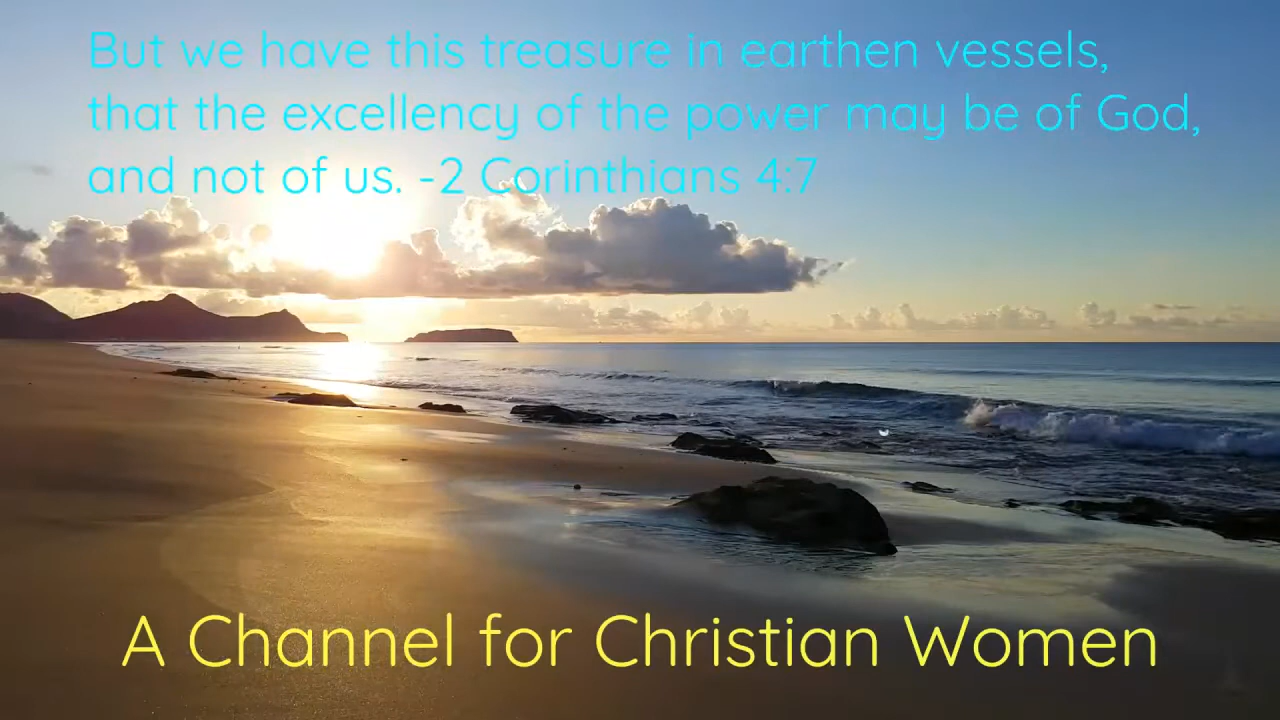 But we have this treasure in earthen vessels,
that the excellency of the power may be of God,
and not of us. -2 Corinthians 4:7
A Channel for Christian Women